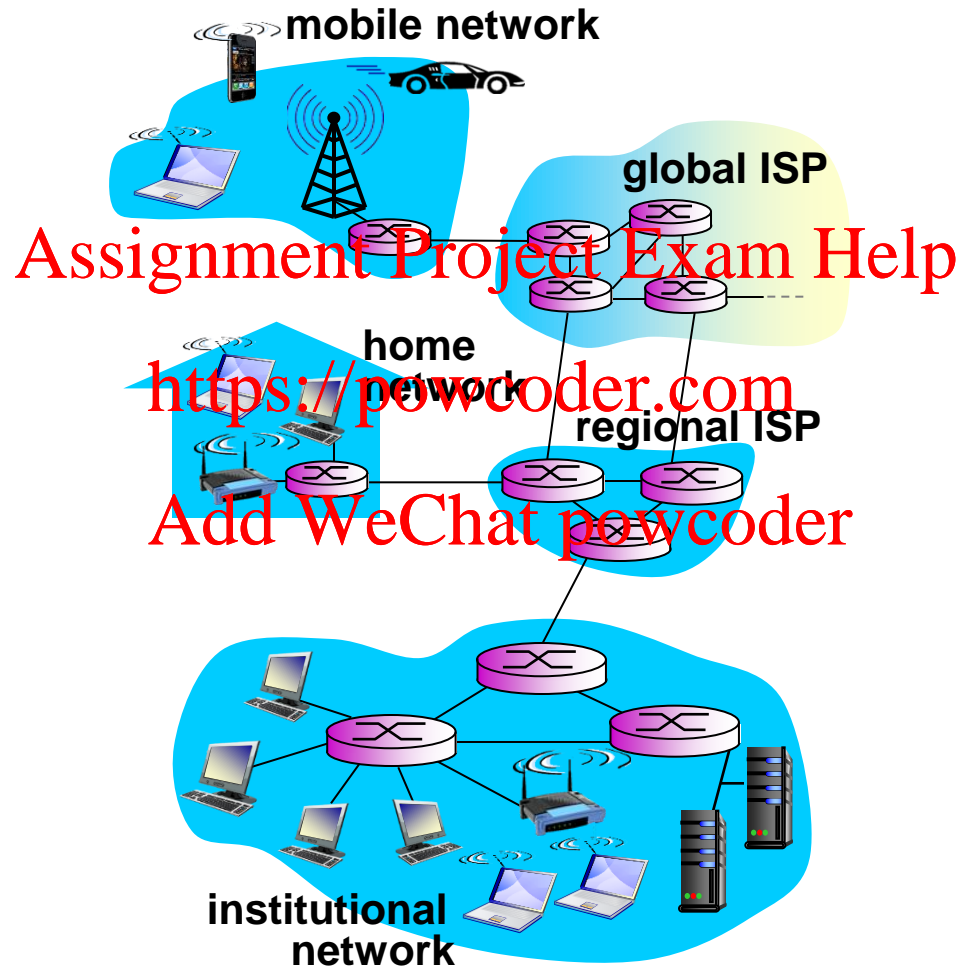 mobile network
global ISP
Assignment Project Exam Help
home
network
https://powcoder.com
regional ISP
Add WeChat powcoder
institutional
network